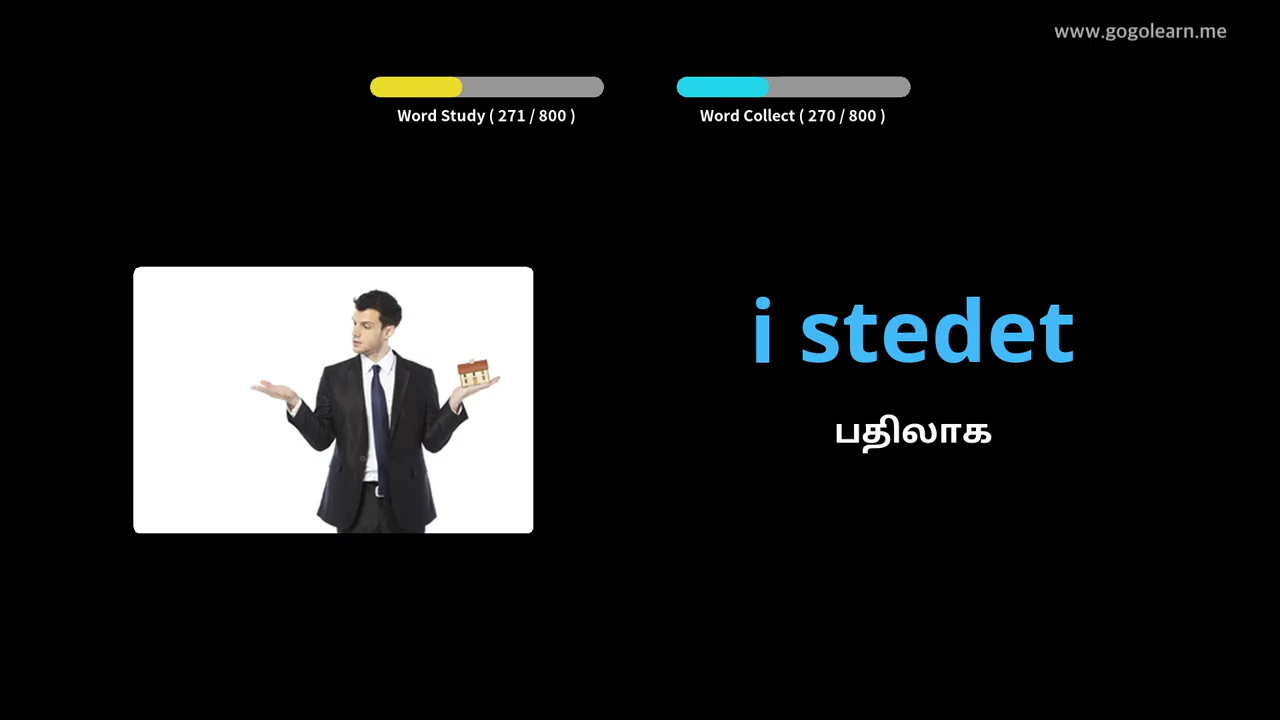 www.gogolearn.me
Word Study ( 271 / 800 )
Word Collect ( 270 / 800 )
i stedet
பதிலாக